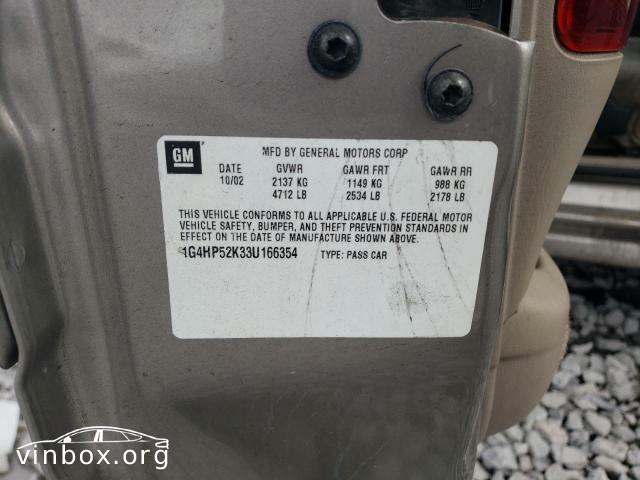 GM
MFD BY GENERAL MOTORS CORP
DATE GVWR GAWR FRT GAWR RR
10/02 2137 KG 1149 KG 988 KG
4712 LB 2534 LB 2178 LB
THIS VEHICLE CONFORMS TO ALL APPLICABLE U.S. FEDERAL MOTOR
VEHICLE SAFETY, BUMPER, AND THEFT PREVENTION STANDARDS IN
EFFECT ON THE DATE OF MANUFACTURE SHOWN ABOVE.
1G4HP52K33U166354 TYPE: PASS CAR
vinbox.org